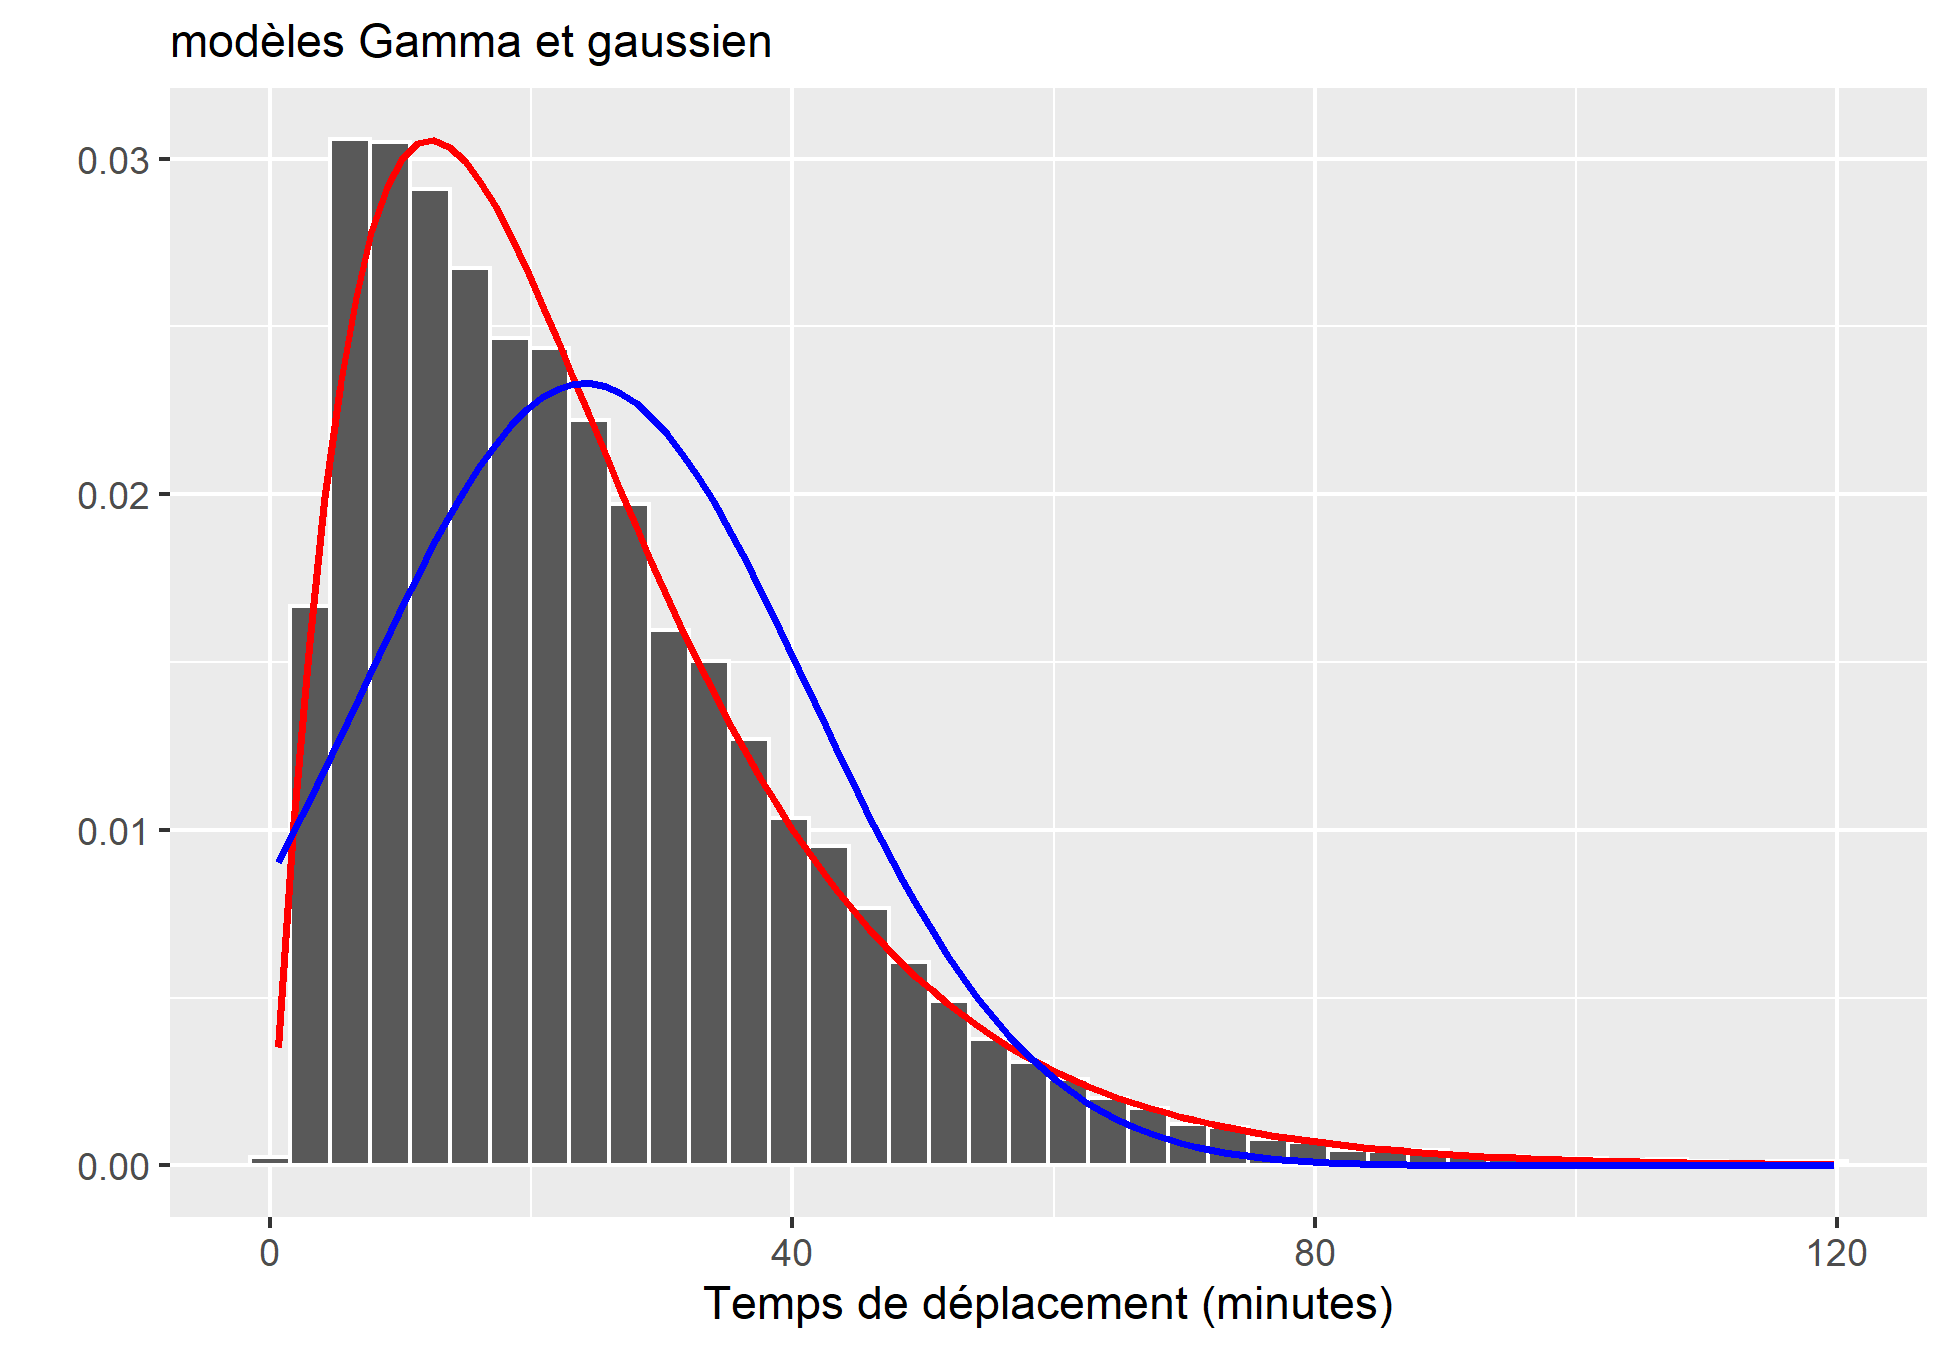 modèles Gamma et gaussien
0.03
0.02
0.01
0.00
0 40 80 120
Temps de déplacement (minutes)